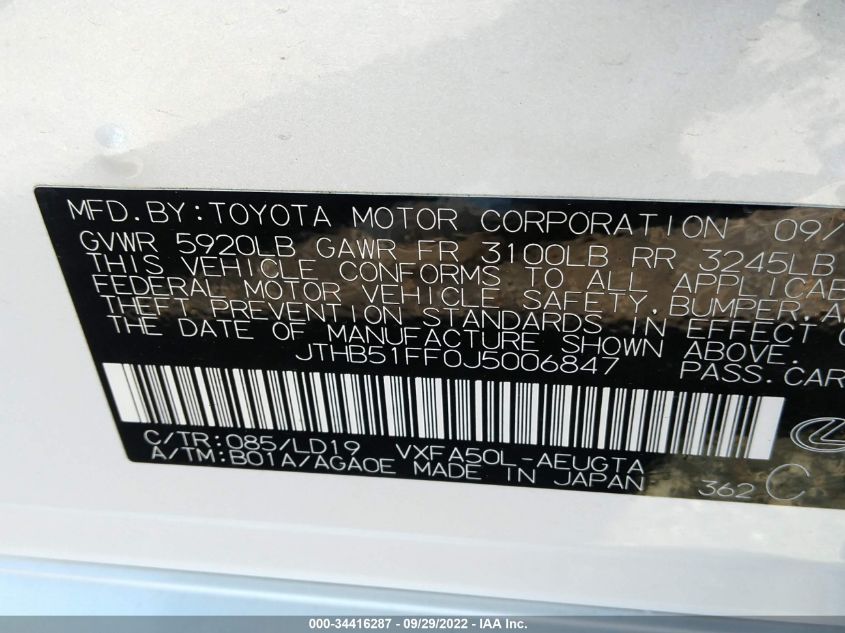 MFD.BY:TOYOTA MOTOR CORPORATION 09/
GVWR 5920LB GAWR FR 3100LB RR 3245LB
THIS VEHICLE CONFORMS TO ALL
FEDERAL MOTOR VEHICLE SAFETY, BUMPER,
THEFT PREVENTION STANDARDS IN EFFECT
THE DATE OF MANUFACTURE SHOWN ABOVE.
JTHB51FF0J5006847 PASS.CAR
C/TR:085/LD19 VXFA50L-AEUGTA
A/TM:B01A/AGA0E MADE IN JAPAN 362 C
000-34416287 - 09/29/2022 - IAA Inc.